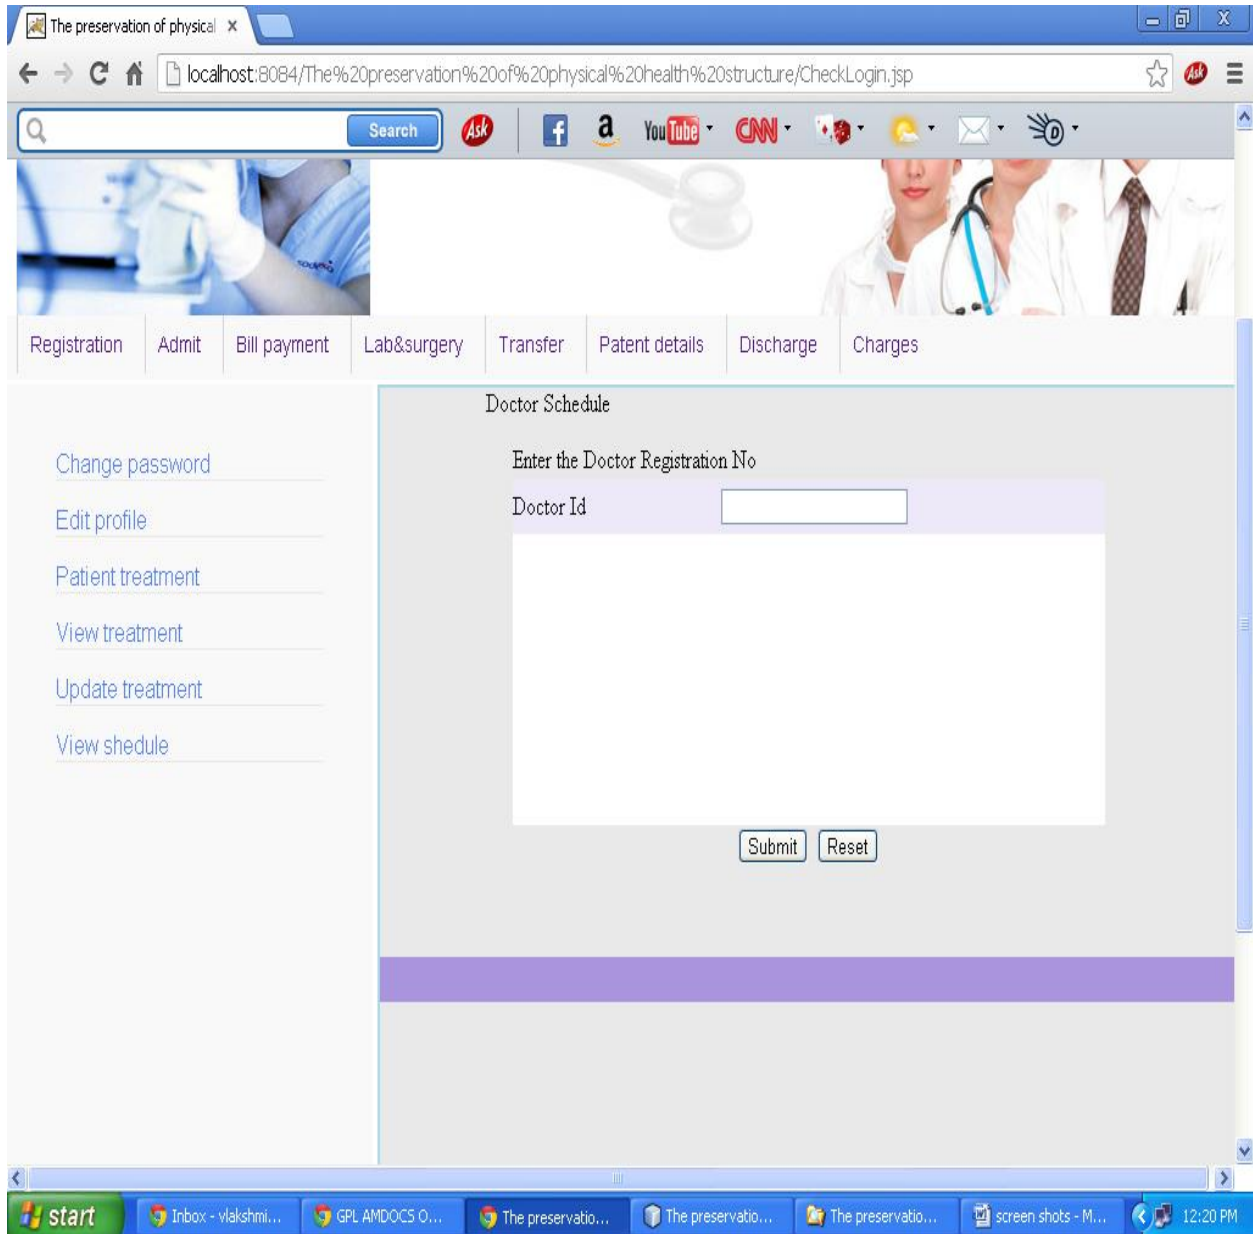 The preservation of physical
localhost:8084/The%20preservation%20of%20physical%20health%20structure/CheckLogin.jsp
Ask
Search Ask f a YouTube CNN D
Registration Admit Bill payment Lab&surgery Transfer Patent details Discharge Charges
Doctor Schedule
Change password
Enter the Doctor Registration No
Doctor Id
Edit profile
Patient treatment
View treatment
Update treatment
View shedule
Submit Reset
start Inbox - vlakshmi... GPL AMDOCS O... The preservatio... The preservatio... The preservatio... screen shots - M... 12:20 PM